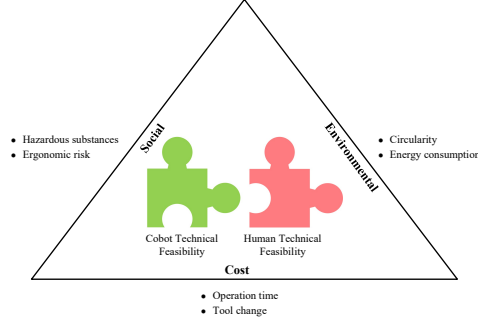 Social
Environmental
• Hazardous substances
• Ergonomic risk
• Circularity
• Energy consumption
Cobot Technical
Feasibility
Human Technical
Feasibility
Cost
• Operation time
• Tool change